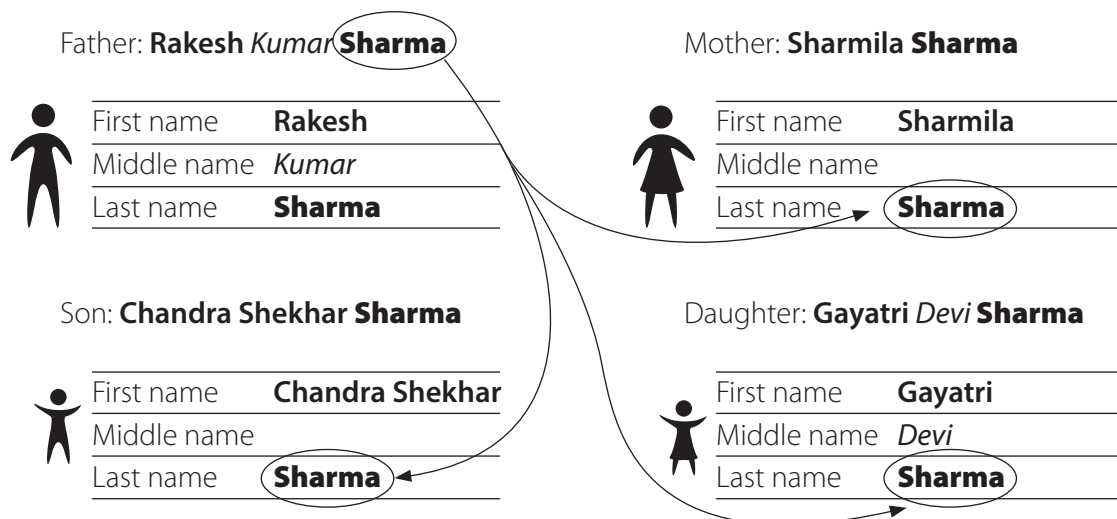 Father: Rakesh Kumar Sharma
First name Rakesh
Middle name Kumar
Last name Sharma
Mother: Sharmila Sharma
First name Sharmila
Middle name
Last name Sharma
Son: Chandra Shekhar Sharma
First name Chandra Shekhar
Middle name
Last name Sharma
Daughter: Gayatri Devi Sharma
First name Gayatri
Middle name Devi
Last name Sharma